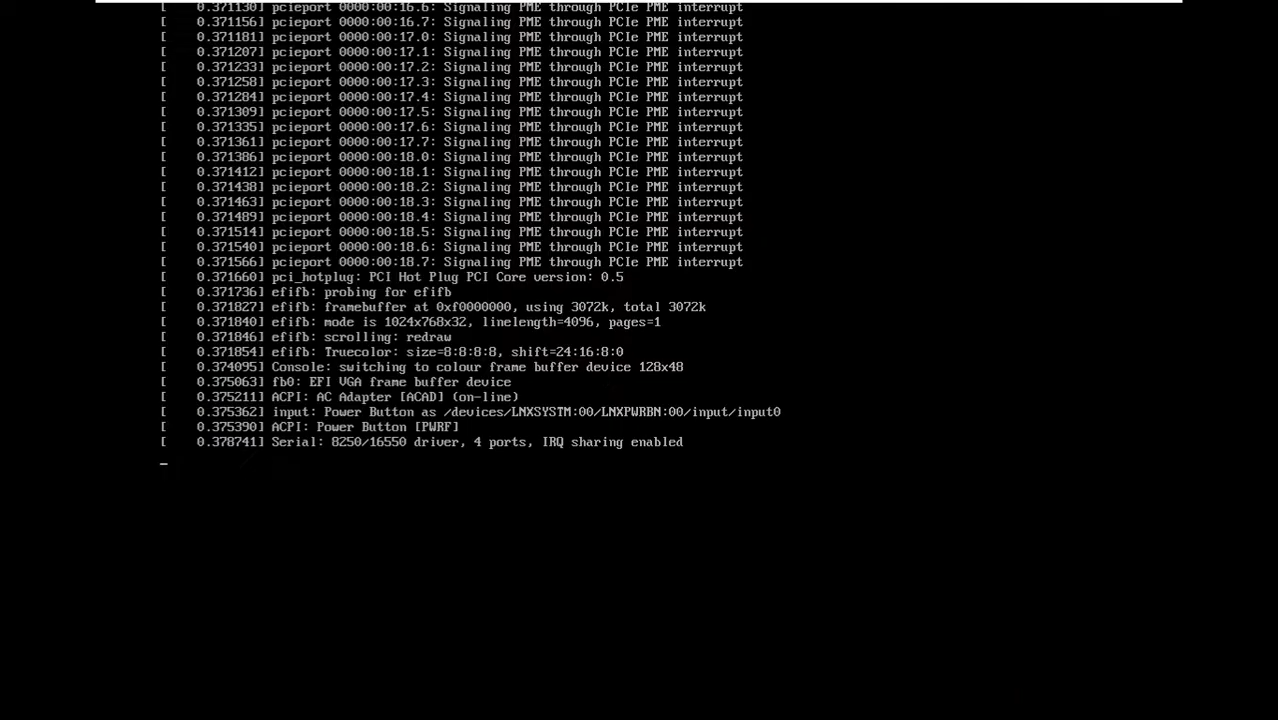 [    0.371130] pcieport 0000:00:16.6: Signaling PME through PCIe PME interrupt
[    0.371156] pcieport 0000:00:16.7: Signaling PME through PCIe PME interrupt
[    0.371181] pcieport 0000:00:17.0: Signaling PME through PCIe PME interrupt
[    0.371207] pcieport 0000:00:17.1: Signaling PME through PCIe PME interrupt
[    0.371233] pcieport 0000:00:17.2: Signaling PME through PCIe PME interrupt
[    0.371258] pcieport 0000:00:17.3: Signaling PME through PCIe PME interrupt
[    0.371284] pcieport 0000:00:17.4: Signaling PME through PCIe PME interrupt
[    0.371309] pcieport 0000:00:17.5: Signaling PME through PCIe PME interrupt
[    0.371335] pcieport 0000:00:17.6: Signaling PME through PCIe PME interrupt
[    0.371361] pcieport 0000:00:17.7: Signaling PME through PCIe PME interrupt
[    0.371386] pcieport 0000:00:18.0: Signaling PME through PCIe PME interrupt
[    0.371412] pcieport 0000:00:18.1: Signaling PME through PCIe PME interrupt
[    0.371438] pcieport 0000:00:18.2: Signaling PME through PCIe PME interrupt
[    0.371463] pcieport 0000:00:18.3: Signaling PME through PCIe PME interrupt
[    0.371489] pcieport 0000:00:18.4: Signaling PME through PCIe PME interrupt
[    0.371514] pcieport 0000:00:18.5: Signaling PME through PCIe PME interrupt
[    0.371540] pcieport 0000:00:18.6: Signaling PME through PCIe PME interrupt
[    0.371566] pcieport 0000:00:18.7: Signaling PME through PCIe PME interrupt
[    0.371660] pci_hotplug: PCI Hot Plug PCI Core version: 0.5
[    0.371736] efifb: probing for efifb
[    0.371827] efifb: framebuffer at 0xf0000000, using 3072k, total 3072k
[    0.371840] efifb: mode is 1024x768x32, linelength=4096, pages=1
[    0.371846] efifb: scrolling: redraw
[    0.371854] efifb: Truecolor: size=8:8:8:8, shift=24:16:8:0
[    0.374095] Console: switching to colour frame buffer device 128x48
[    0.375063] fb0: EFI VGA frame buffer device
[    0.375211] ACPI: AC Adapter [ACAD] (on-line)
[    0.375362] input: Power Button as /devices/LNXSYSTM:00/LNXPWRBN:00/input/input0
[    0.375390] ACPI: Power Button [PWRF]
[    0.378741] Serial: 8250/16550 driver, 4 ports, IRQ sharing enabled
_